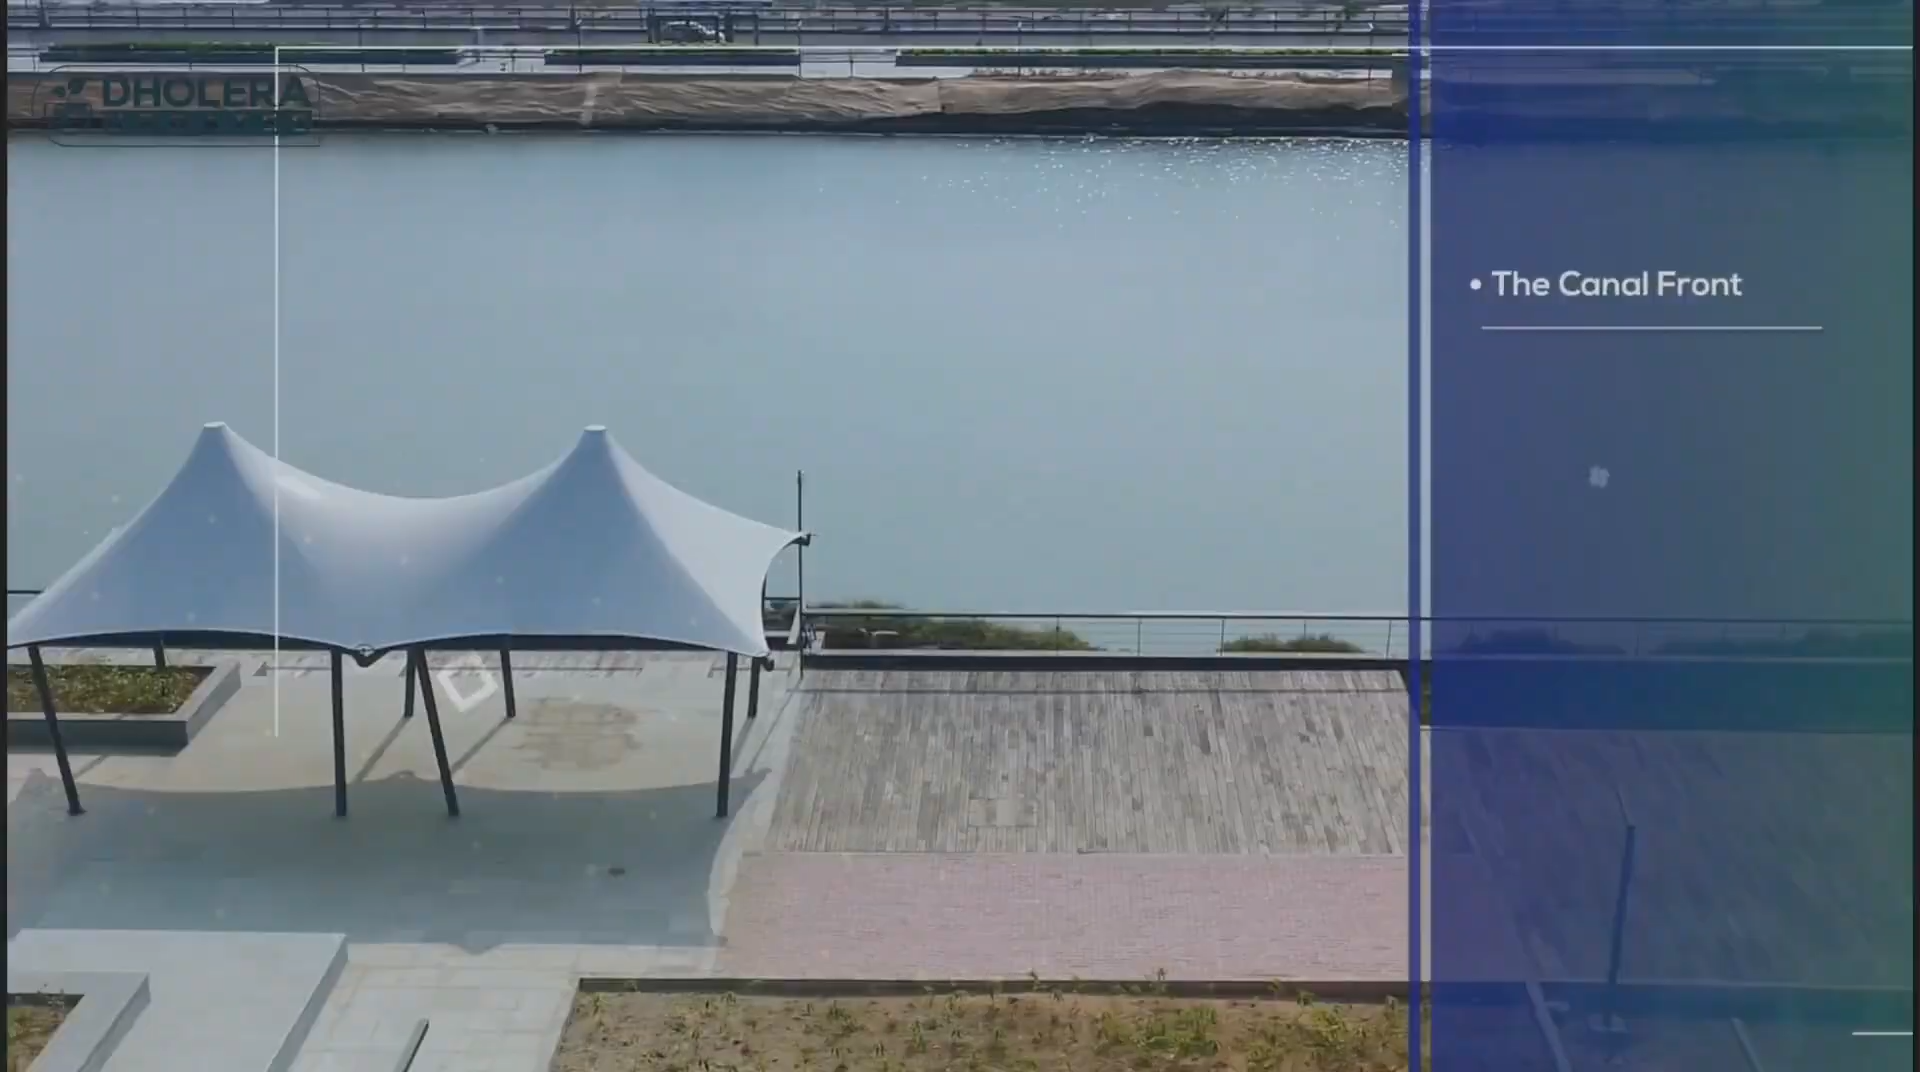 DHOLERA
• The Canal Front